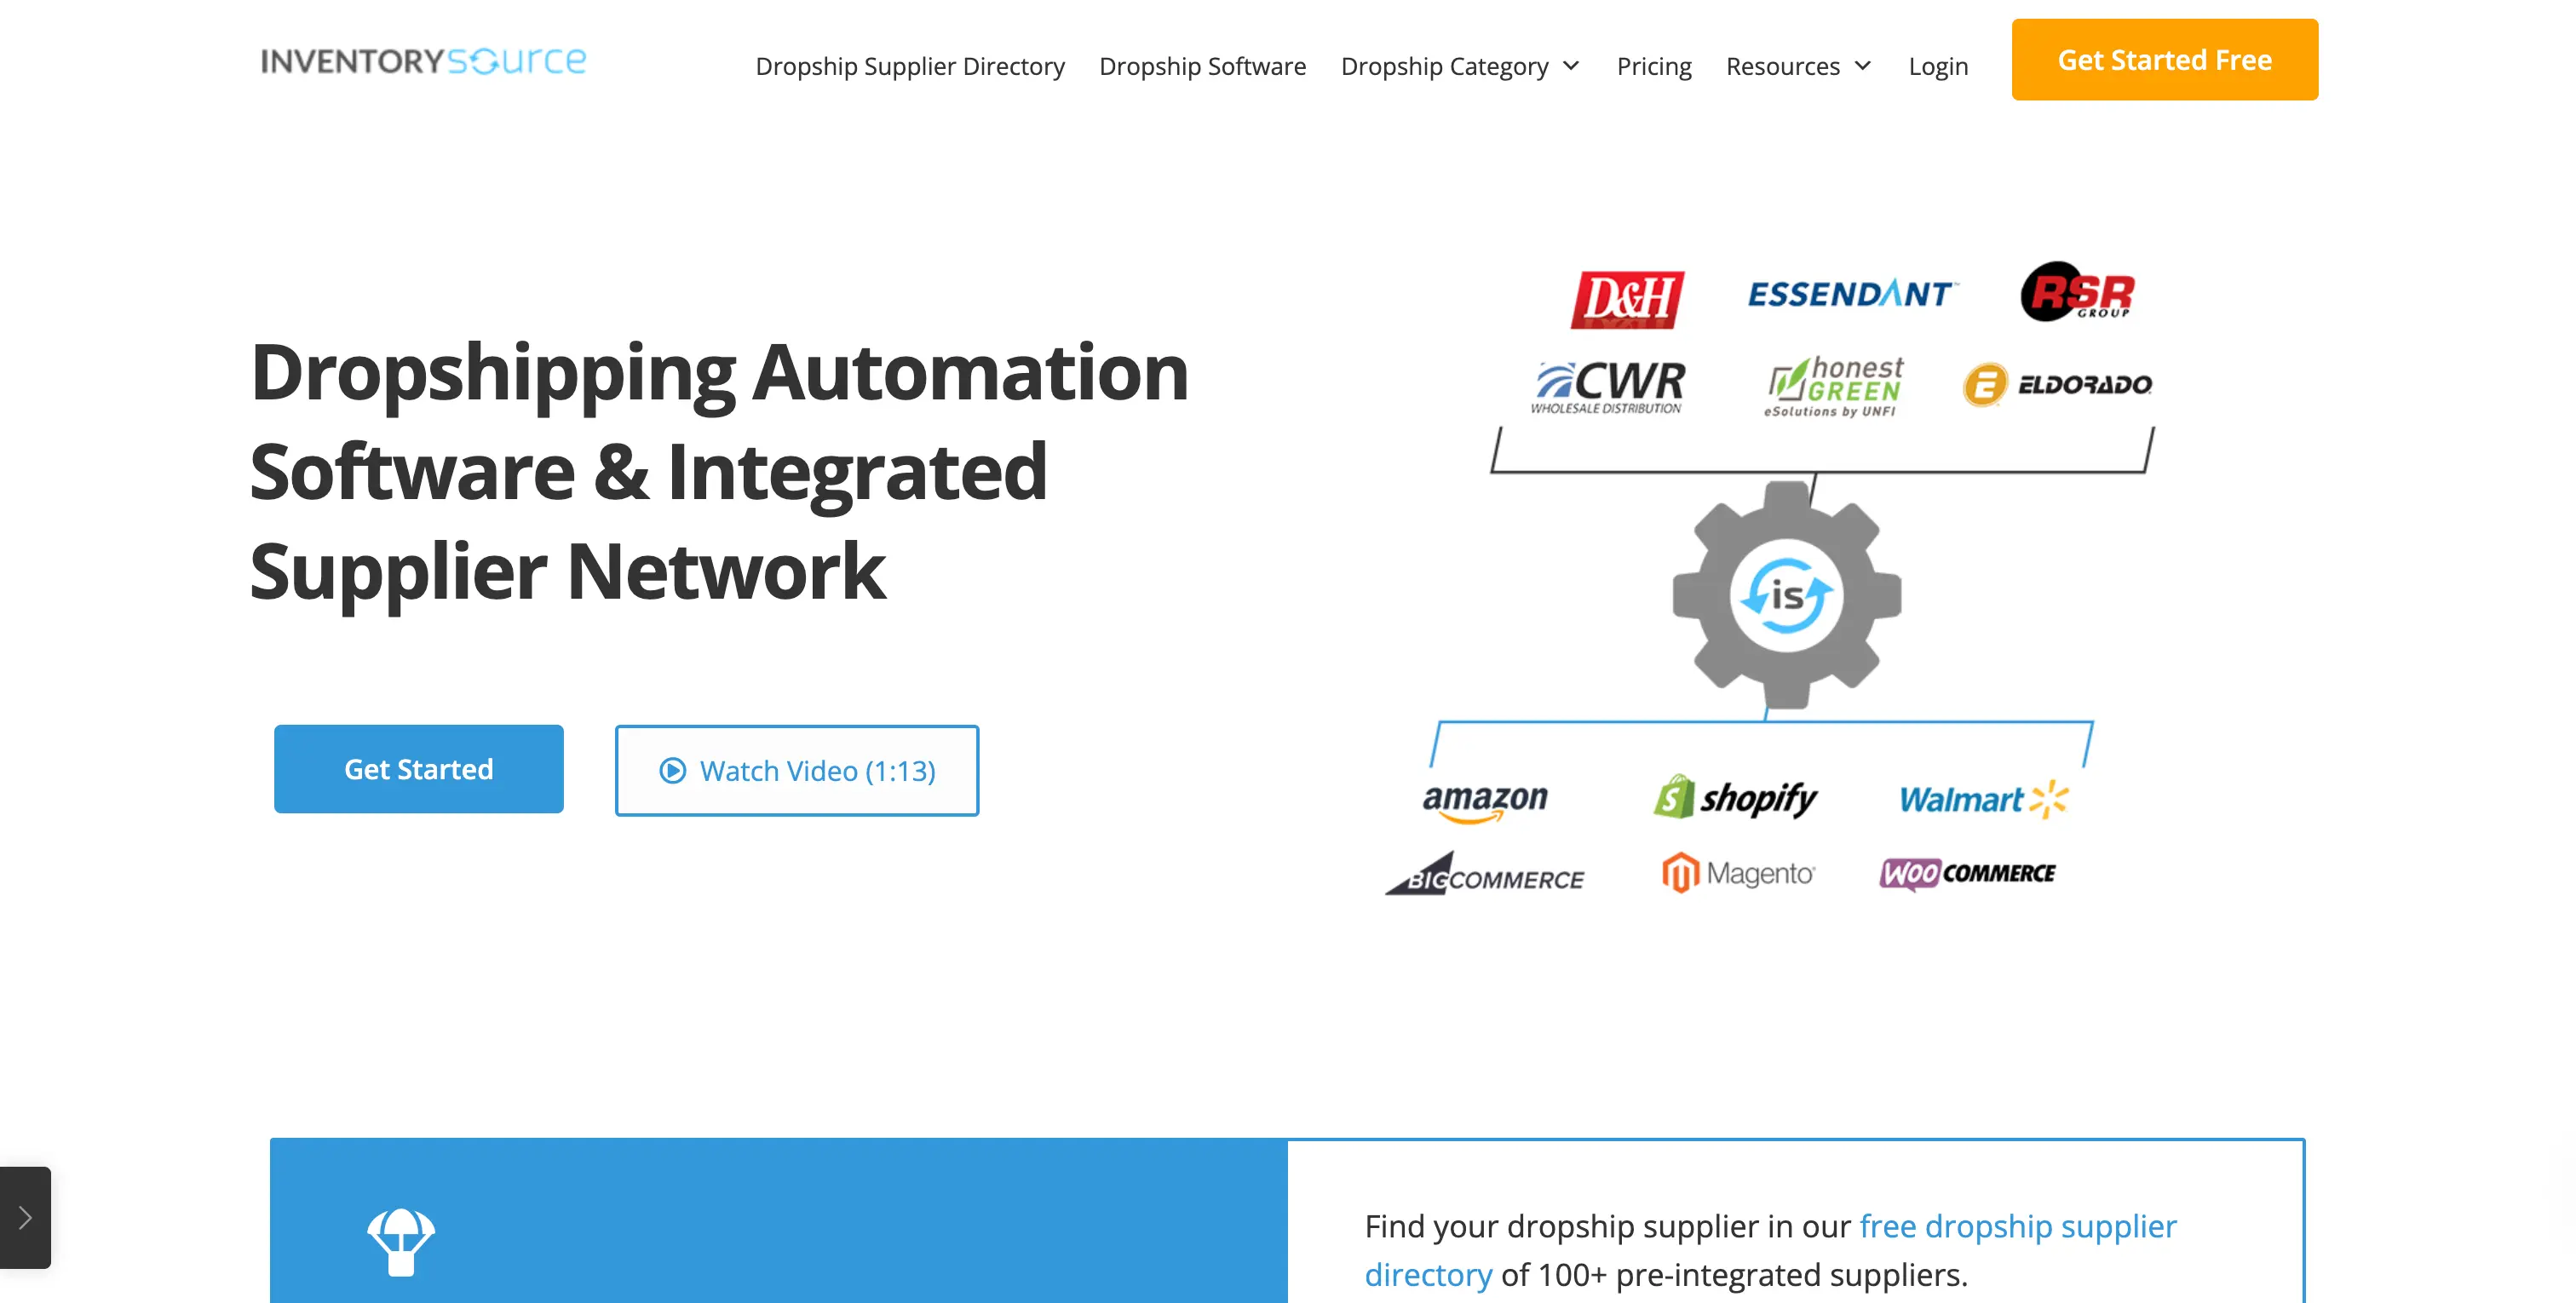 INVENTORYsource
Dropship Supplier Directory
Dropship Software
Dropship Category
Pricing
Resources
Login
Get Started Free
Dropshipping Automation
Software & Integrated
Supplier Network
Get Started
Watch Video (1:13)
D&H
ESSENDANT™
RSR
GROUP
CWR
WHOLESALE DISTRIBUTION
honest
GREEN
eSolutions by UNFI
E ELDORADO
is
amazon
shopify
Walmart
BIGCOMMERCE
Magento®
WOO COMMERCE
Find your dropship supplier in our free dropship supplier
directory of 100+ pre-integrated suppliers.